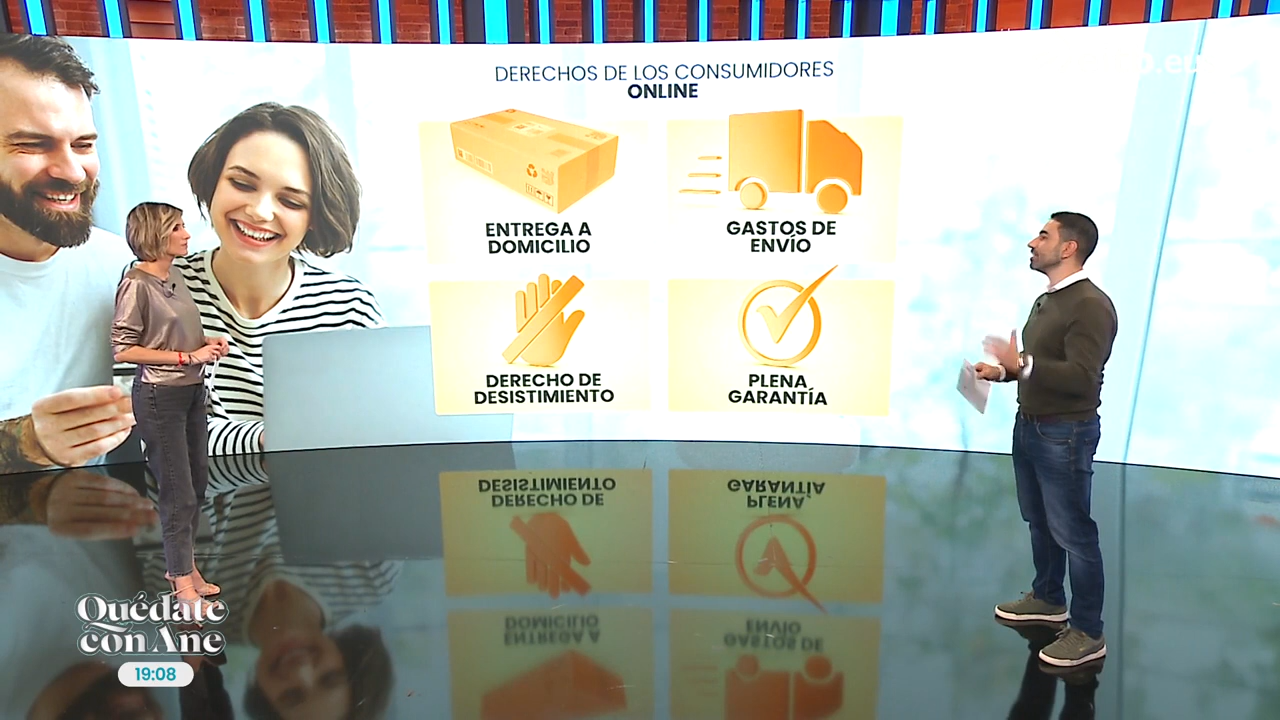 DERECHOS DE LOS CONSUMIDORES
ONLINE
ENTREGA A
DOMICILIO
GASTOS DE
ENVÍO
DERECHO DE
DESISTIMIENTO
PLENA
GARANTÍA
Quédate
con Ane
19:08